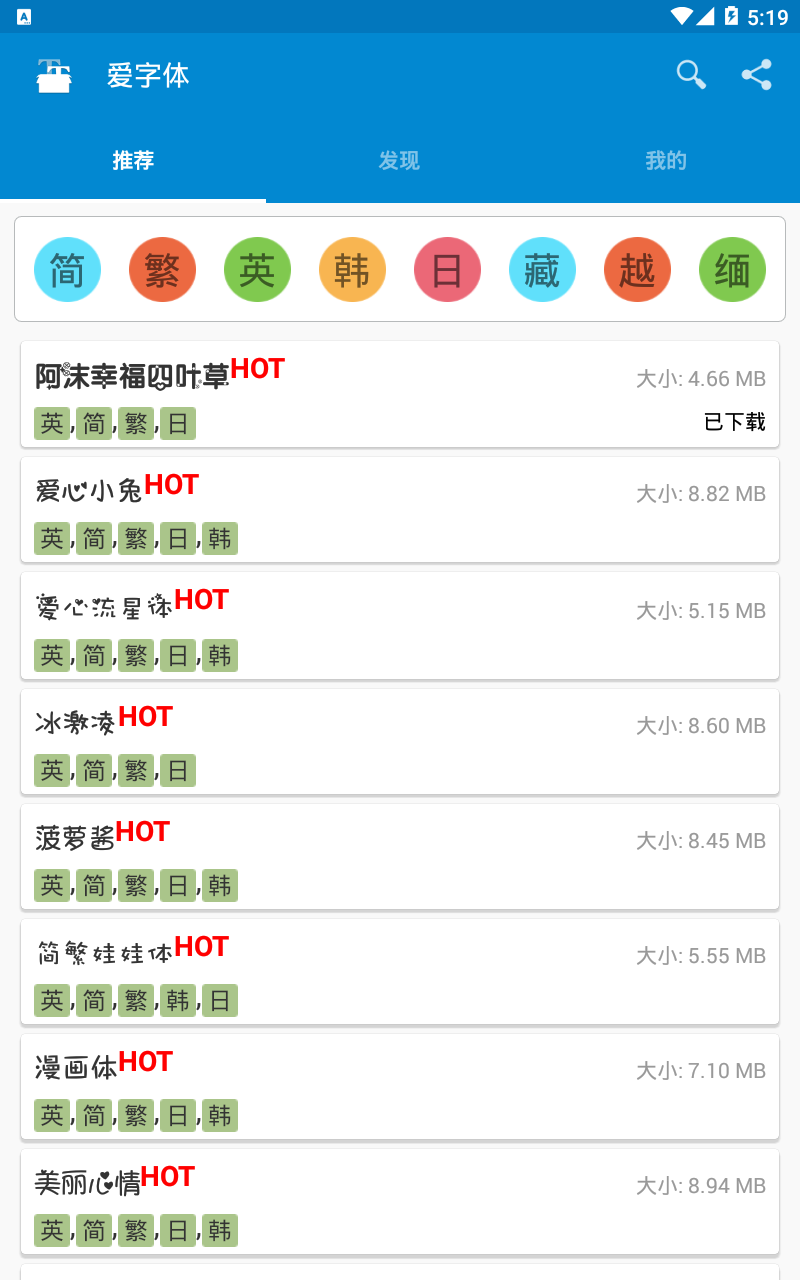 5:19
爱字体
推荐 发现 我的
简 繁 英 韩 日 藏 越 缅
阿沫幸福四叶草HOT 大小: 4.66 MB
英,简,繁,日 已下载
爱心小兔HOT 大小: 8.82 MB
英,简,繁,日,韩
爱心流星体HOT 大小: 5.15 MB
英,简,繁,日,韩
冰激凌HOT 大小: 8.60 MB
英,简,繁,日
菠萝酱HOT 大小: 8.45 MB
英,简,繁,日,韩
简繁娃娃体HOT 大小: 5.55 MB
英,简,繁,韩,日
漫画体HOT 大小: 7.10 MB
英,简,繁,日,韩
美丽心情HOT 大小: 8.94 MB
英,简,繁,日,韩